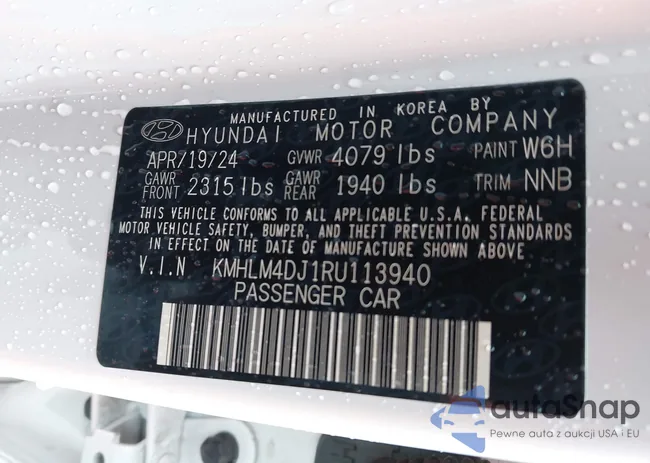 MANUFACTURED IN KOREA BY
HYUNDAI MOTOR COMPANY
APR/19/24 GVWR 4079 lbs PAINT W6H
GAWR FRONT 2315 lbs GAWR REAR 1940 lbs TRIM NNB
THIS VEHICLE CONFORMS TO ALL APPLICABLE U.S.A. FEDERAL
MOTOR VEHICLE SAFETY, BUMPER, AND THEFT PREVENTION STANDARDS
IN EFFECT ON THE DATE OF MANUFACTURE SHOWN ABOVE.
V.I.N KMHLM4DJ1RU113940
PASSENGER CAR
autoSnap
Pewne auta z aukcji USA i EU